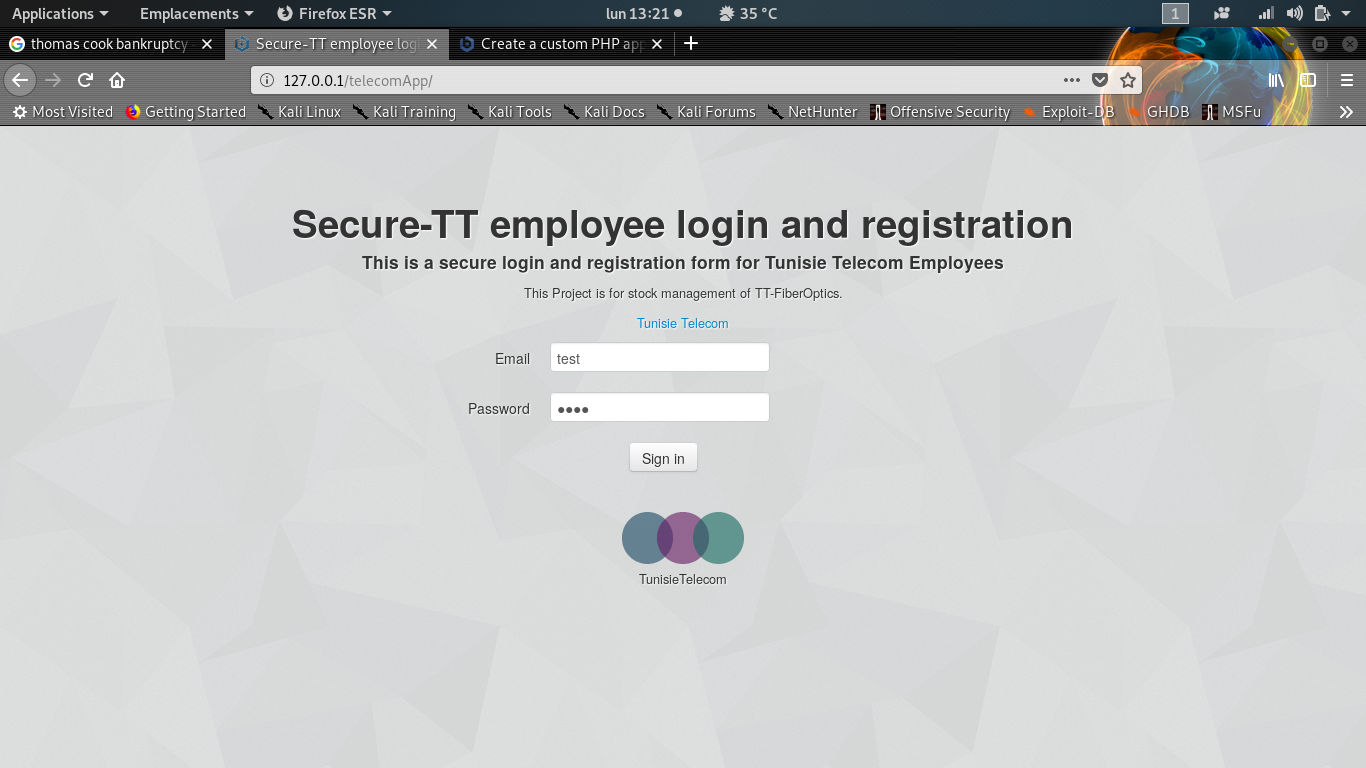 Applications Emplacements Firefox ESR lun 13:21 35 °C 1
thomas cook bankruptcy Secure-TT employee logi Create a custom PHP app
127.0.0.1/telecomApp/
Most Visited Getting Started Kali Linux Kali Training Kali Tools Kali Docs Kali Forums NetHunter Offensive Security Exploit-DB GHDB MSFu
Secure-TT employee login and registration
This is a secure login and registration form for Tunisie Telecom Employees
This Project is for stock management of TT-FiberOptics.
Tunisie Telecom
Email test
Password ●●●●
Sign in
TunisieTelecom